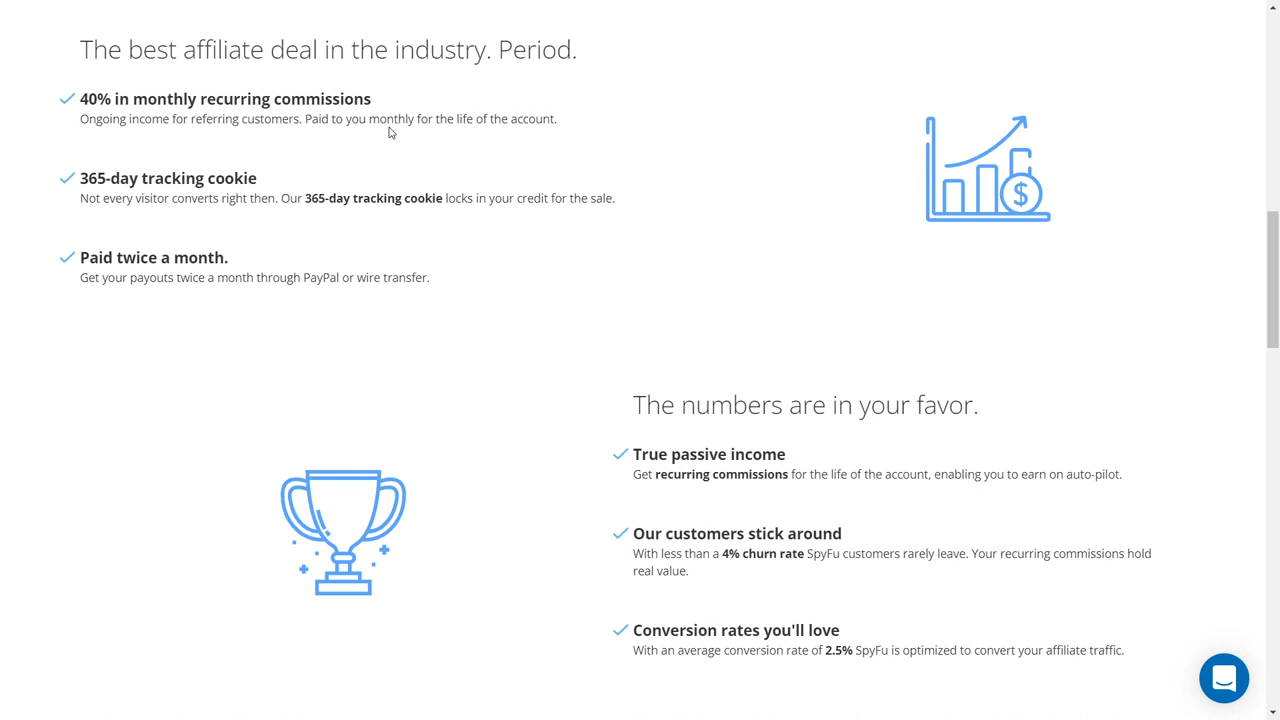 The best affiliate deal in the industry. Period.
40% in monthly recurring commissions
Ongoing income for referring customers. Paid to you monthly for the life of the account.
365-day tracking cookie
Not every visitor converts right then. Our 365-day tracking cookie locks in your credit for the sale.
Paid twice a month.
Get your payouts twice a month through PayPal or wire transfer.
The numbers are in your favor.
True passive income
Get recurring commissions for the life of the account, enabling you to earn on auto-pilot.
Our customers stick around
With less than a 4% churn rate SpyFu customers rarely leave. Your recurring commissions hold
real value.
Conversion rates you'll love
With an average conversion rate of 2.5% SpyFu is optimized to convert your affiliate traffic.